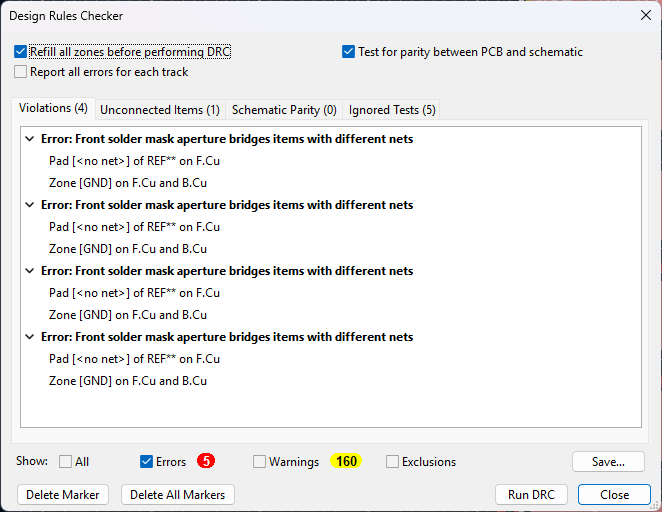 Design Rules Checker
Refill all zones before performing DRC
Test for parity between PCB and schematic
Report all errors for each track
Violations (4)
Unconnected Items (1)
Schematic Parity (0)
Ignored Tests (5)
Error: Front solder mask aperture bridges items with different nets
Pad [<no net>] of REF** on F.Cu
Zone [GND] on F.Cu and B.Cu
Error: Front solder mask aperture bridges items with different nets
Pad [<no net>] of REF** on F.Cu
Zone [GND] on F.Cu and B.Cu
Error: Front solder mask aperture bridges items with different nets
Pad [<no net>] of REF** on F.Cu
Zone [GND] on F.Cu and B.Cu
Error: Front solder mask aperture bridges items with different nets
Pad [<no net>] of REF** on F.Cu
Zone [GND] on F.Cu and B.Cu
Show:
All
Errors
5
Warnings
160
Exclusions
Save...
Delete Marker
Delete All Markers
Run DRC
Close